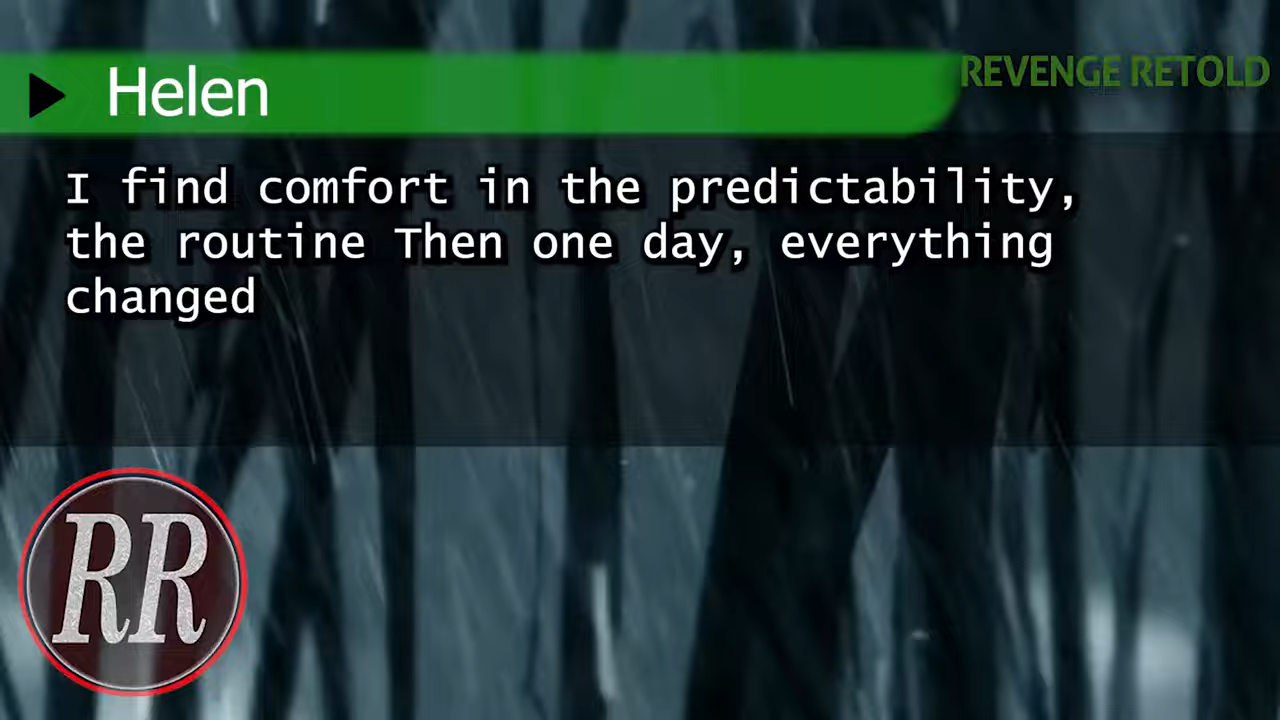 Helen
REVENGE RETOLD
I find comfort in the predictability,
the routine Then one day, everything
changed
RR